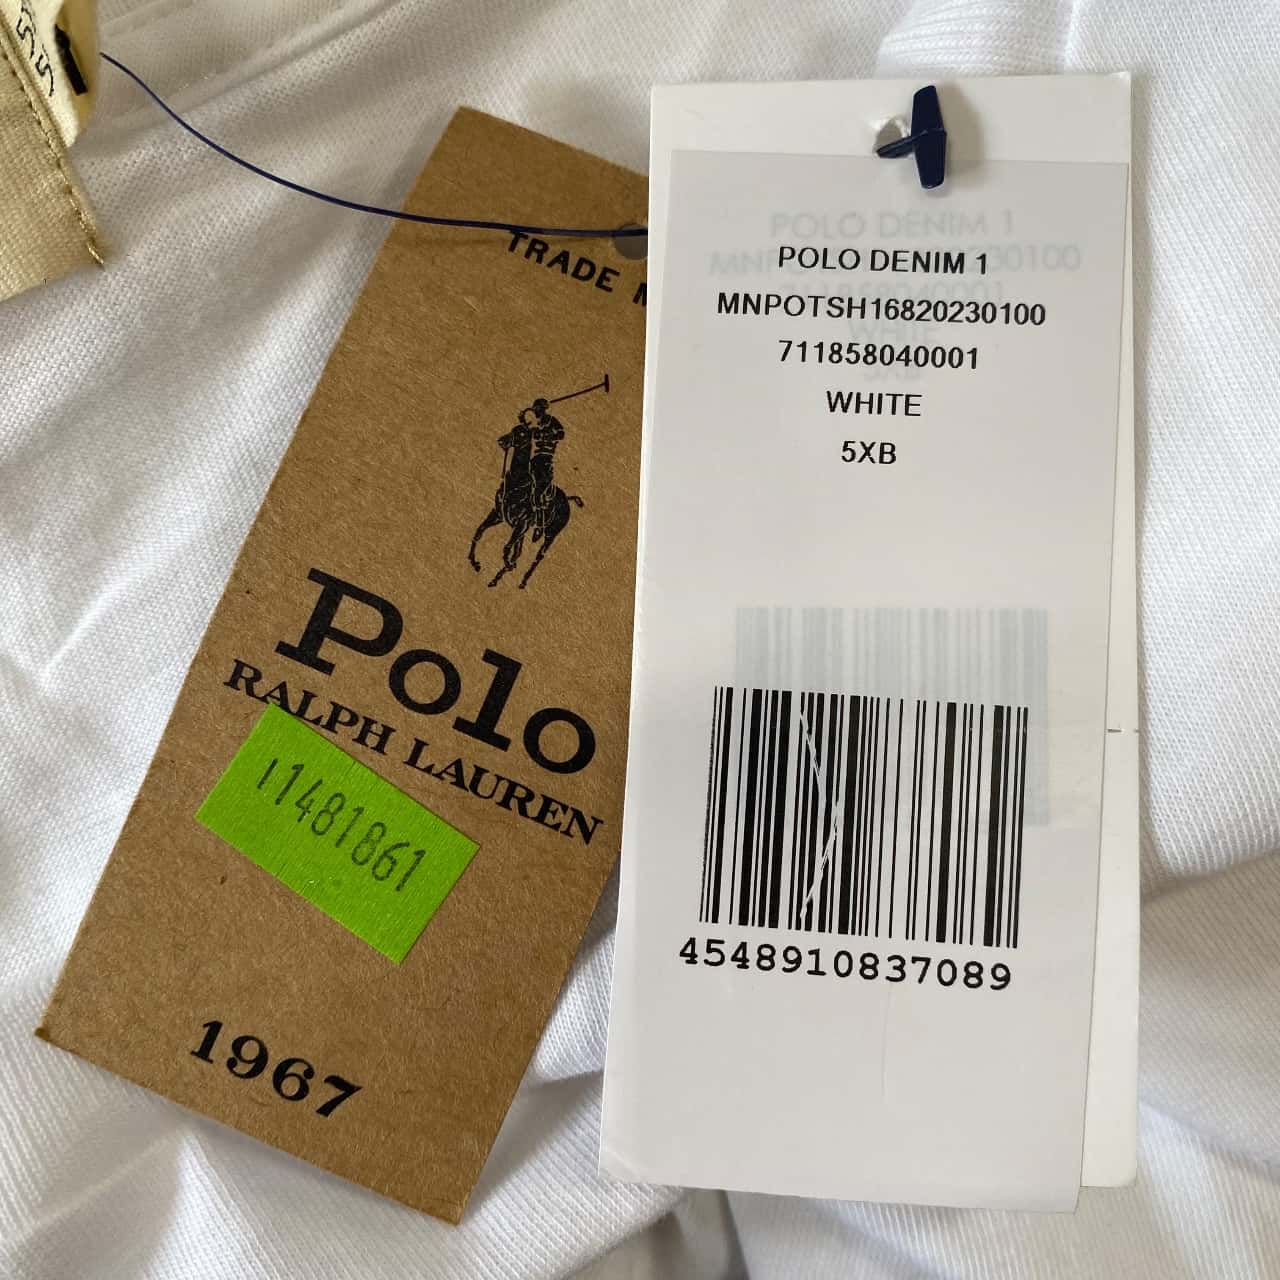 TRADE
Polo
RALPH LAUREN
11481861
1967
POLO DENIM 1
MNPOTSH16820230100
711858040001
WHITE
5XB
4548910837089